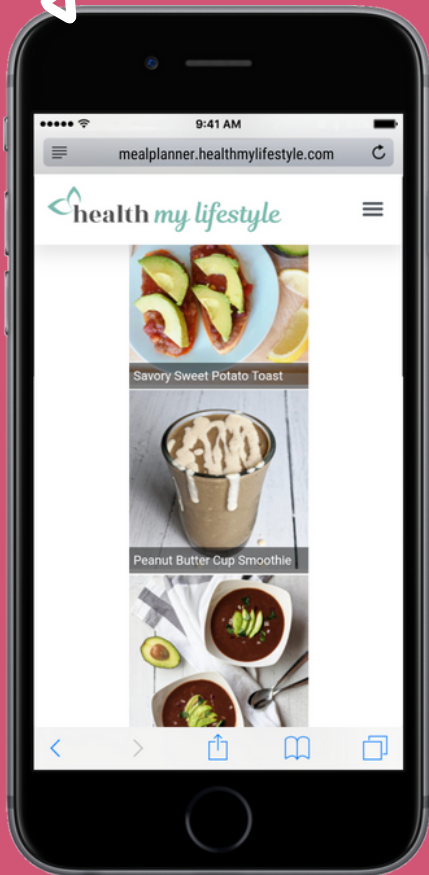 9:41 AM
mealplanner.healthmylifestyle.com
health my lifestyle
Savory Sweet Potato Toast
Peanut Butter Cup Smoothie